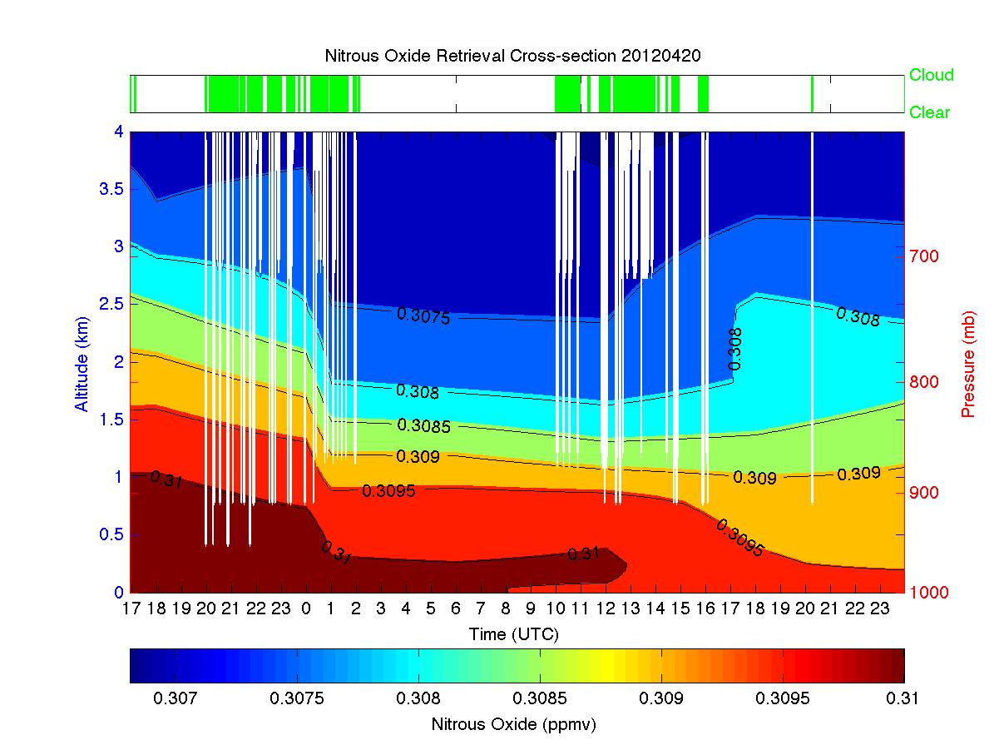 Nitrous Oxide Retrieval Cross-section 20120420
Cloud
Clear
4
3.5
3
2.5
2
1.5
1
0.5
0
Altitude (km)
700
800
900
1000
Pressure (mb)
0.3075
0.308
0.308
0.308
0.3085
0.309
0.309
0.309
0.31
0.3095
0.3095
0.31
0.31
17 18 19 20 21 22 23 0 1 2 3 4 5 6 7 8 9 10 11 12 13 14 15 16 17 18 19 20 21 22 23
Time (UTC)
0.307 0.3075 0.308 0.3085 0.309 0.3095 0.31
Nitrous Oxide (ppmv)